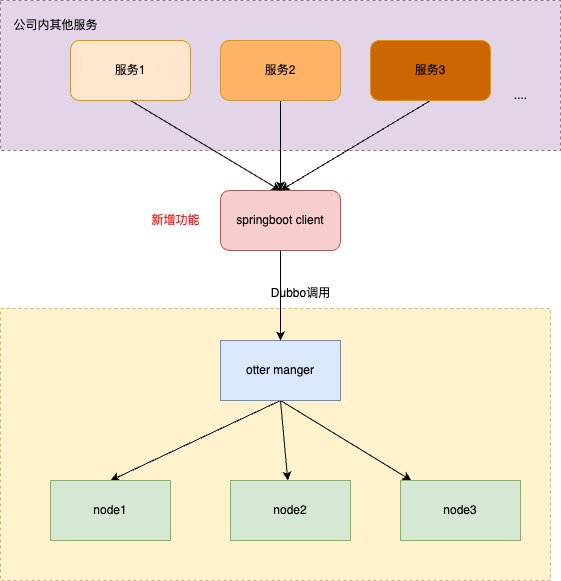 公司内其他服务
服务1
服务2
服务3
....
新增功能
springboot client
Dubbo调用
otter manger
node1
node2
node3